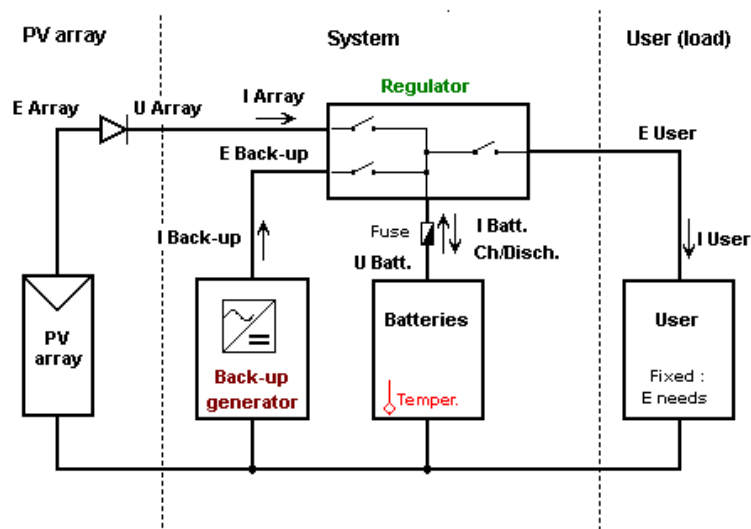 PV array
System
User (load)
Regulator
I Array
E Array
U Array
E User
E Back-up
I Back-up
Fuse
I Batt.
Ch/Disch.
U Batt.
I User
PV
array
Back-up
generator
Batteries
Temper.
User
Fixed :
E needs